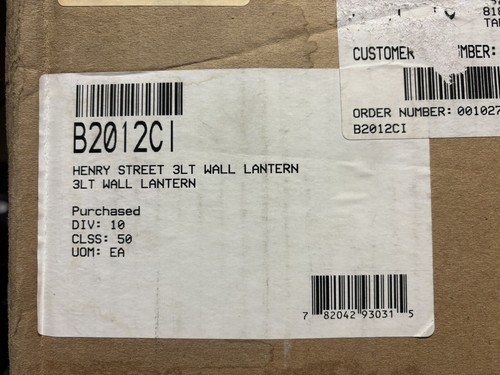 B2012CI
HENRY STREET 3LT WALL LANTERN
3LT WALL LANTERN
Purchased
DIV: 10
CLSS: 50
UOM: EA
7 82042 93031 5
818
CUSTOMER MBER:
ORDER NUMBER: 001027
B2012CI